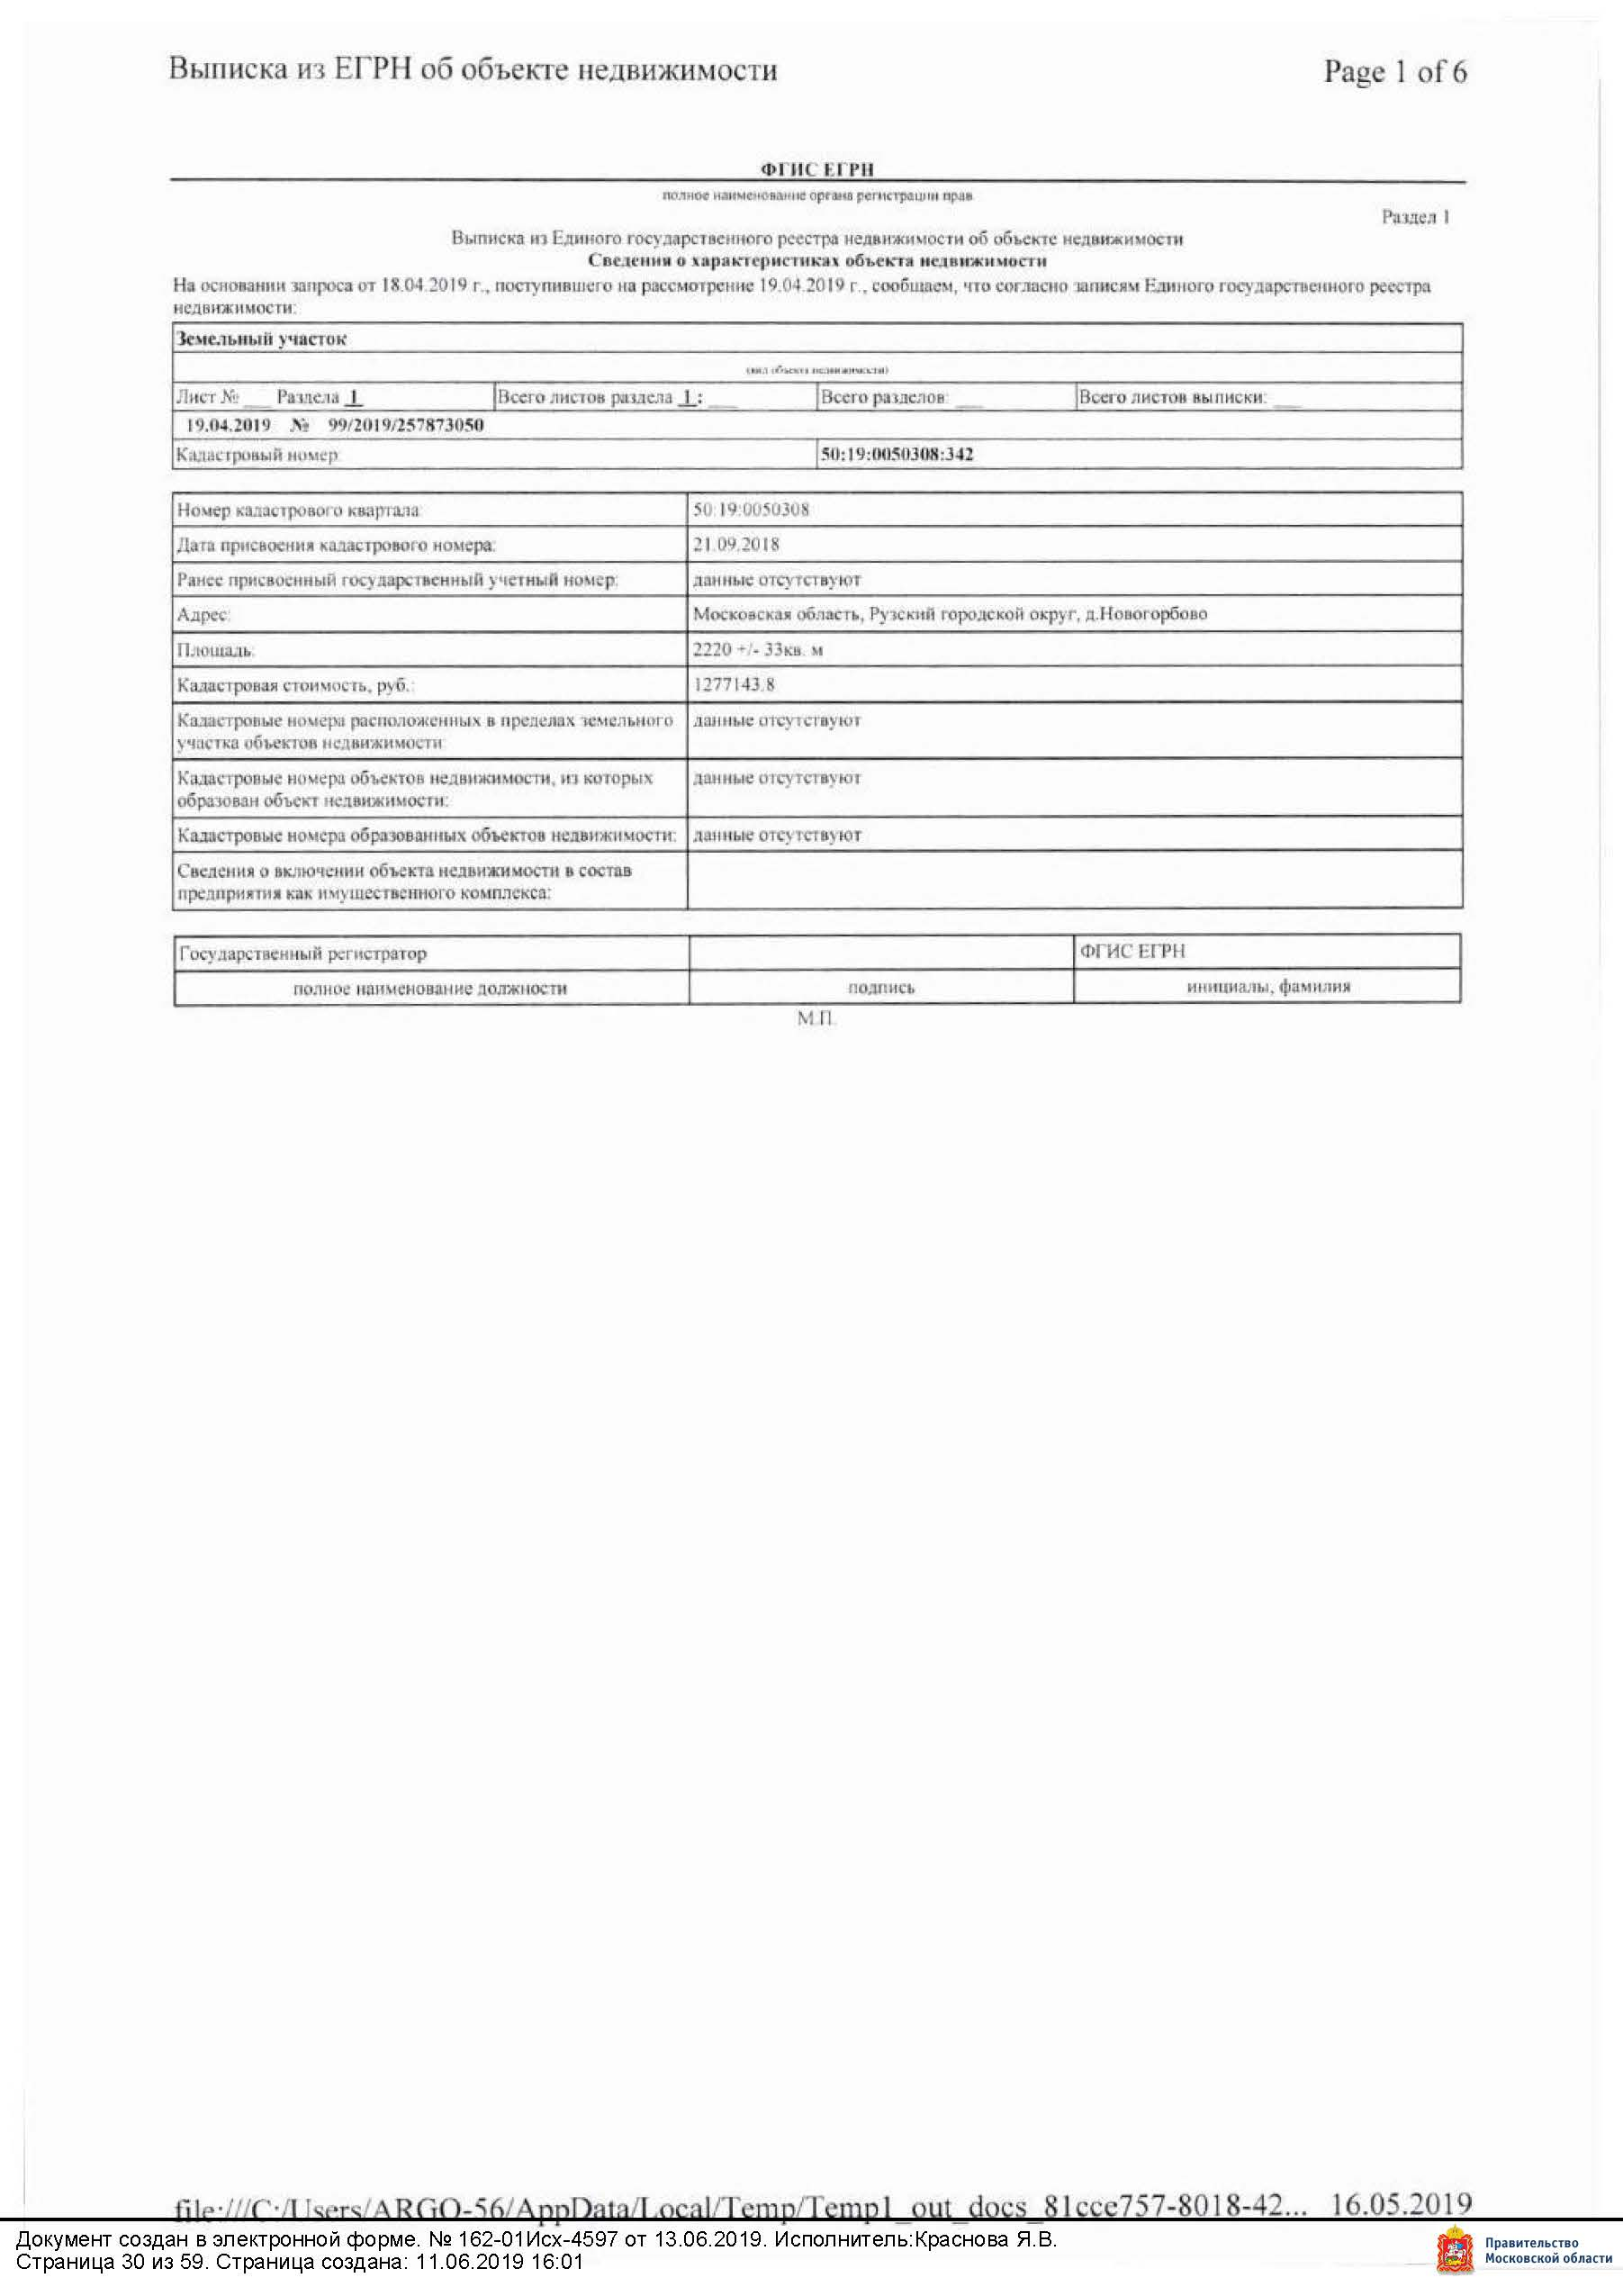 Выписка из ЕГРН об объекте недвижимости Page 1 of 6
ФГИС ЕГРН
полное наименование органа регистрации прав
Раздел 1
Выписка из Единого государственного реестра недвижимости об объекте недвижимости
Сведения о характеристиках объекта недвижимости
На основании запроса от 18.04.2019 г., поступившего на рассмотрение 19.04.2019 г., сообщаем, что согласно записям Единого государственного реестра
недвижимости:
Земельный участок
(вид объекта недвижимости)
Лист № ___ Раздела 1 Всего листов раздела 1 : ___ Всего разделов: ___ Всего листов выписки: ___
19.04.2019 № 99/2019/257873050
Кадастровый номер: 50:19:0050308:342
Номер кадастрового квартала: 50:19:0050308
Дата присвоения кадастрового номера: 21.09.2018
Ранее присвоенный государственный учетный номер: данные отсутствуют
Адрес: Московская область, Рузский городской округ, д.Новогорбово
Площадь: 2220 +/- 33кв. м
Кадастровая стоимость, руб.: 1277143.8
Кадастровые номера расположенных в пределах земельного данные отсутствуют
участка объектов недвижимости:
Кадастровые номера объектов недвижимости, из которых данные отсутствуют
образован объект недвижимости:
Кадастровые номера образованных объектов недвижимости: данные отсутствуют
Сведения о включении объекта недвижимости в состав
предприятия как имущественного комплекса:
Государственный регистратор ФГИС ЕГРН
полное наименование должности подпись инициалы, фамилия
М.П.
file:///C:/Users/ARGO-56/AppData/Local/Temp/Temp1_out_docs_81cce757-8018-42... 16.05.2019
Документ создан в электронной форме. № 162-01Исх-4597 от 13.06.2019. Исполнитель:Краснова Я.В.
Страница 30 из 59. Страница создана: 11.06.2019 16:01
Правительство
Московской области